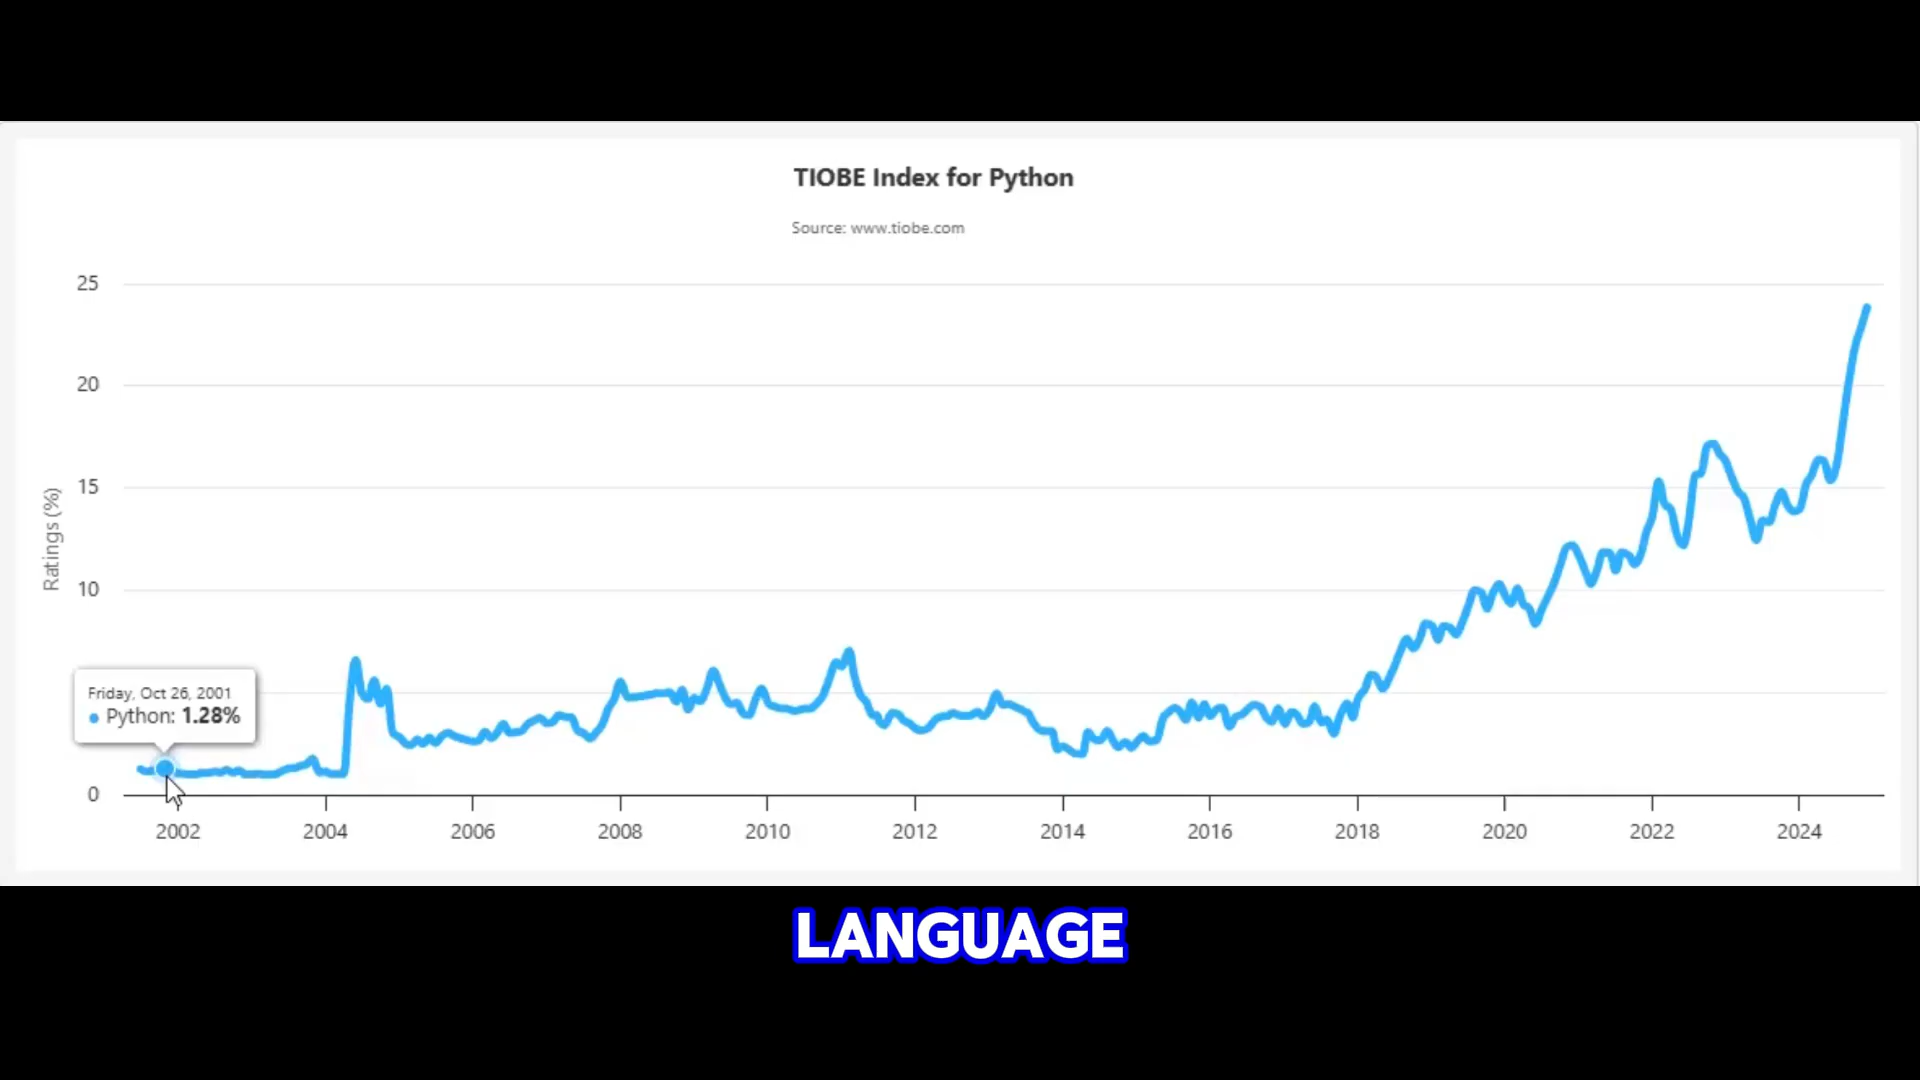 TIOBE Index for Python
Source: www.tiobe.com
Ratings (%)
25
20
15
10
0
Friday, Oct 26, 2001
Python: 1.28%
2002 2004 2006 2008 2010 2012 2014 2016 2018 2020 2022 2024
LANGUAGE